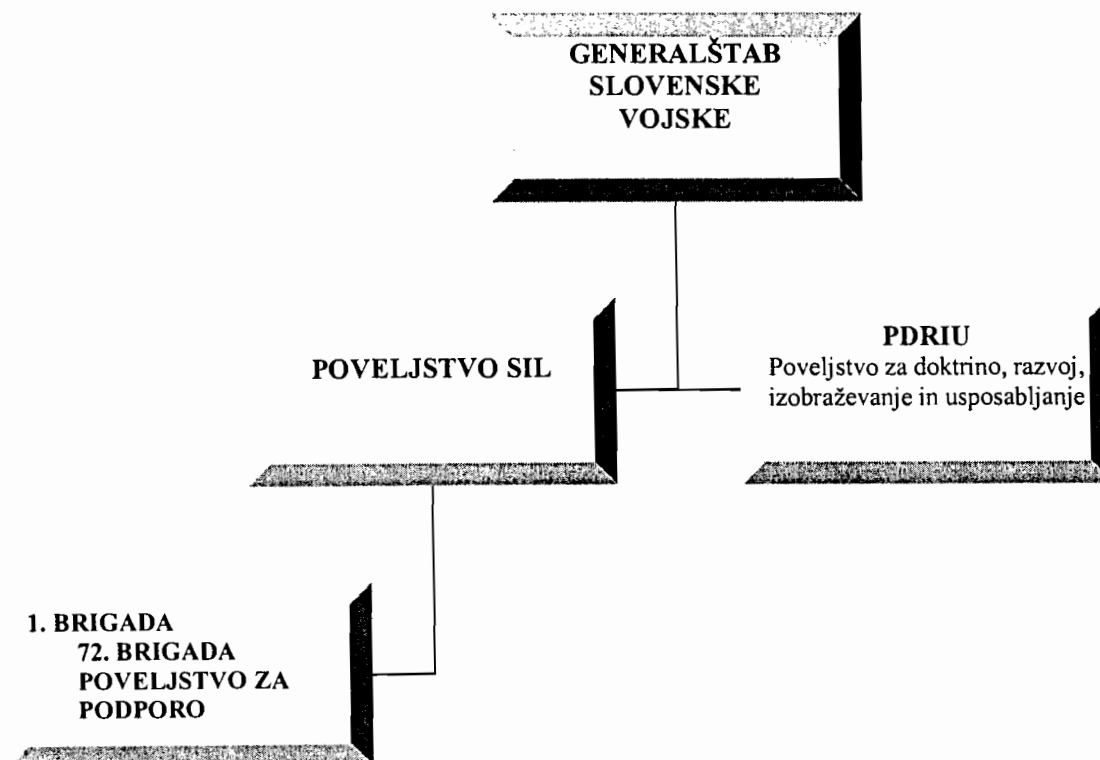 GENERALŠTAB
SLOVENSKE
VOJSKE
POVELJSTVO SIL
PDRIU
Poveljstvo za doktrino, razvoj,
izobraževanje in usposabljanje
1. BRIGADA
72. BRIGADA
POVELJSTVO ZA
PODPORO